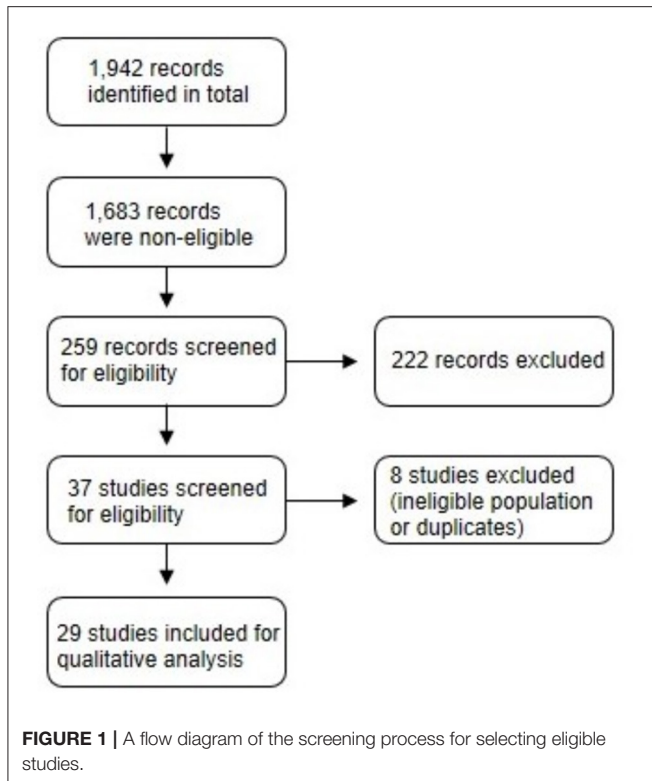 1,942 records
identified in total
1,683 records
were non-eligible
259 records screened
for eligibility
222 records excluded
37 studies screened
for eligibility
8 studies excluded
(ineligible population
or duplicates)
29 studies included for
qualitative analysis
FIGURE 1 | A flow diagram of the screening process for selecting eligible
studies.